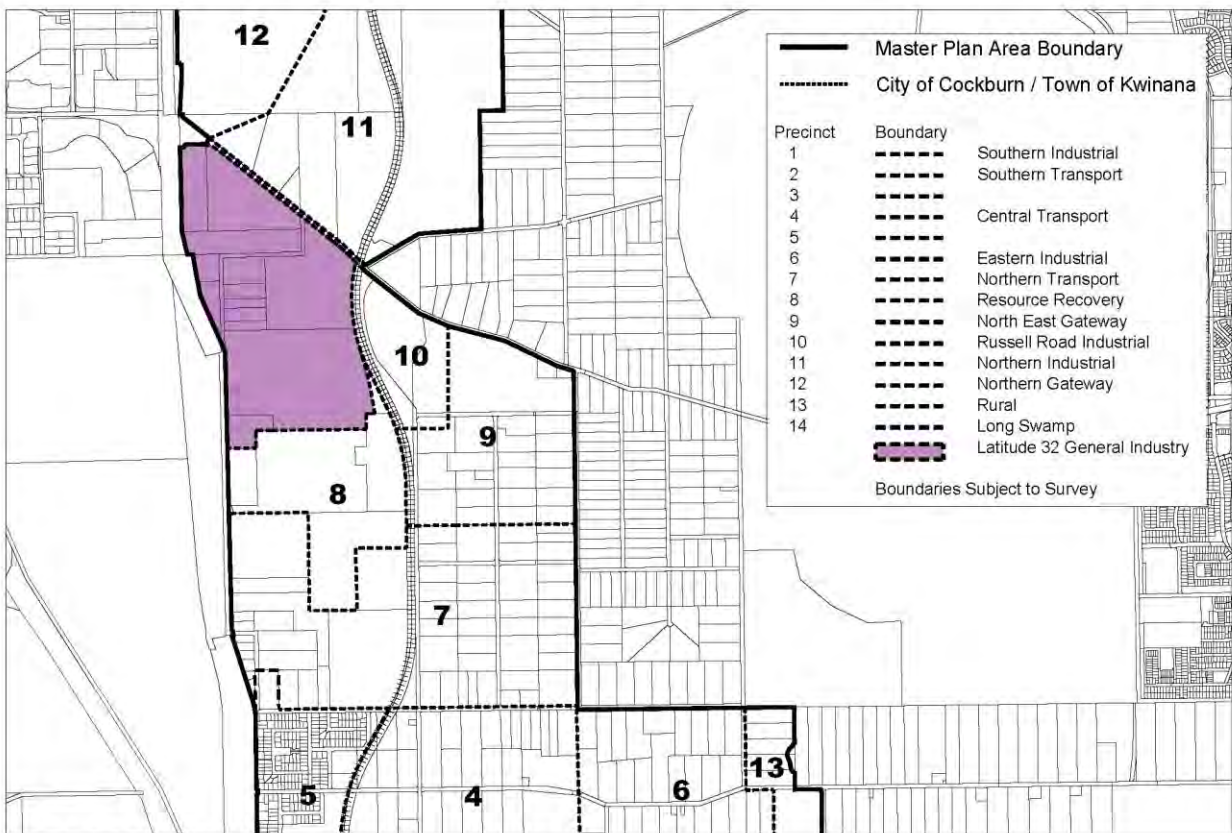 12
11
10
9
8
7
5
4
6
13
Master Plan Area Boundary
City of Cockburn / Town of Kwinana
Precinct Boundary
1 Southern Industrial
2 Southern Transport
3
4 Central Transport
5
6 Eastern Industrial
7 Northern Transport
8 Resource Recovery
9 North East Gateway
10 Russell Road Industrial
11 Northern Industrial
12 Northern Gateway
13 Rural
14 Long Swamp
Latitude 32 General Industry
Boundaries Subject to Survey